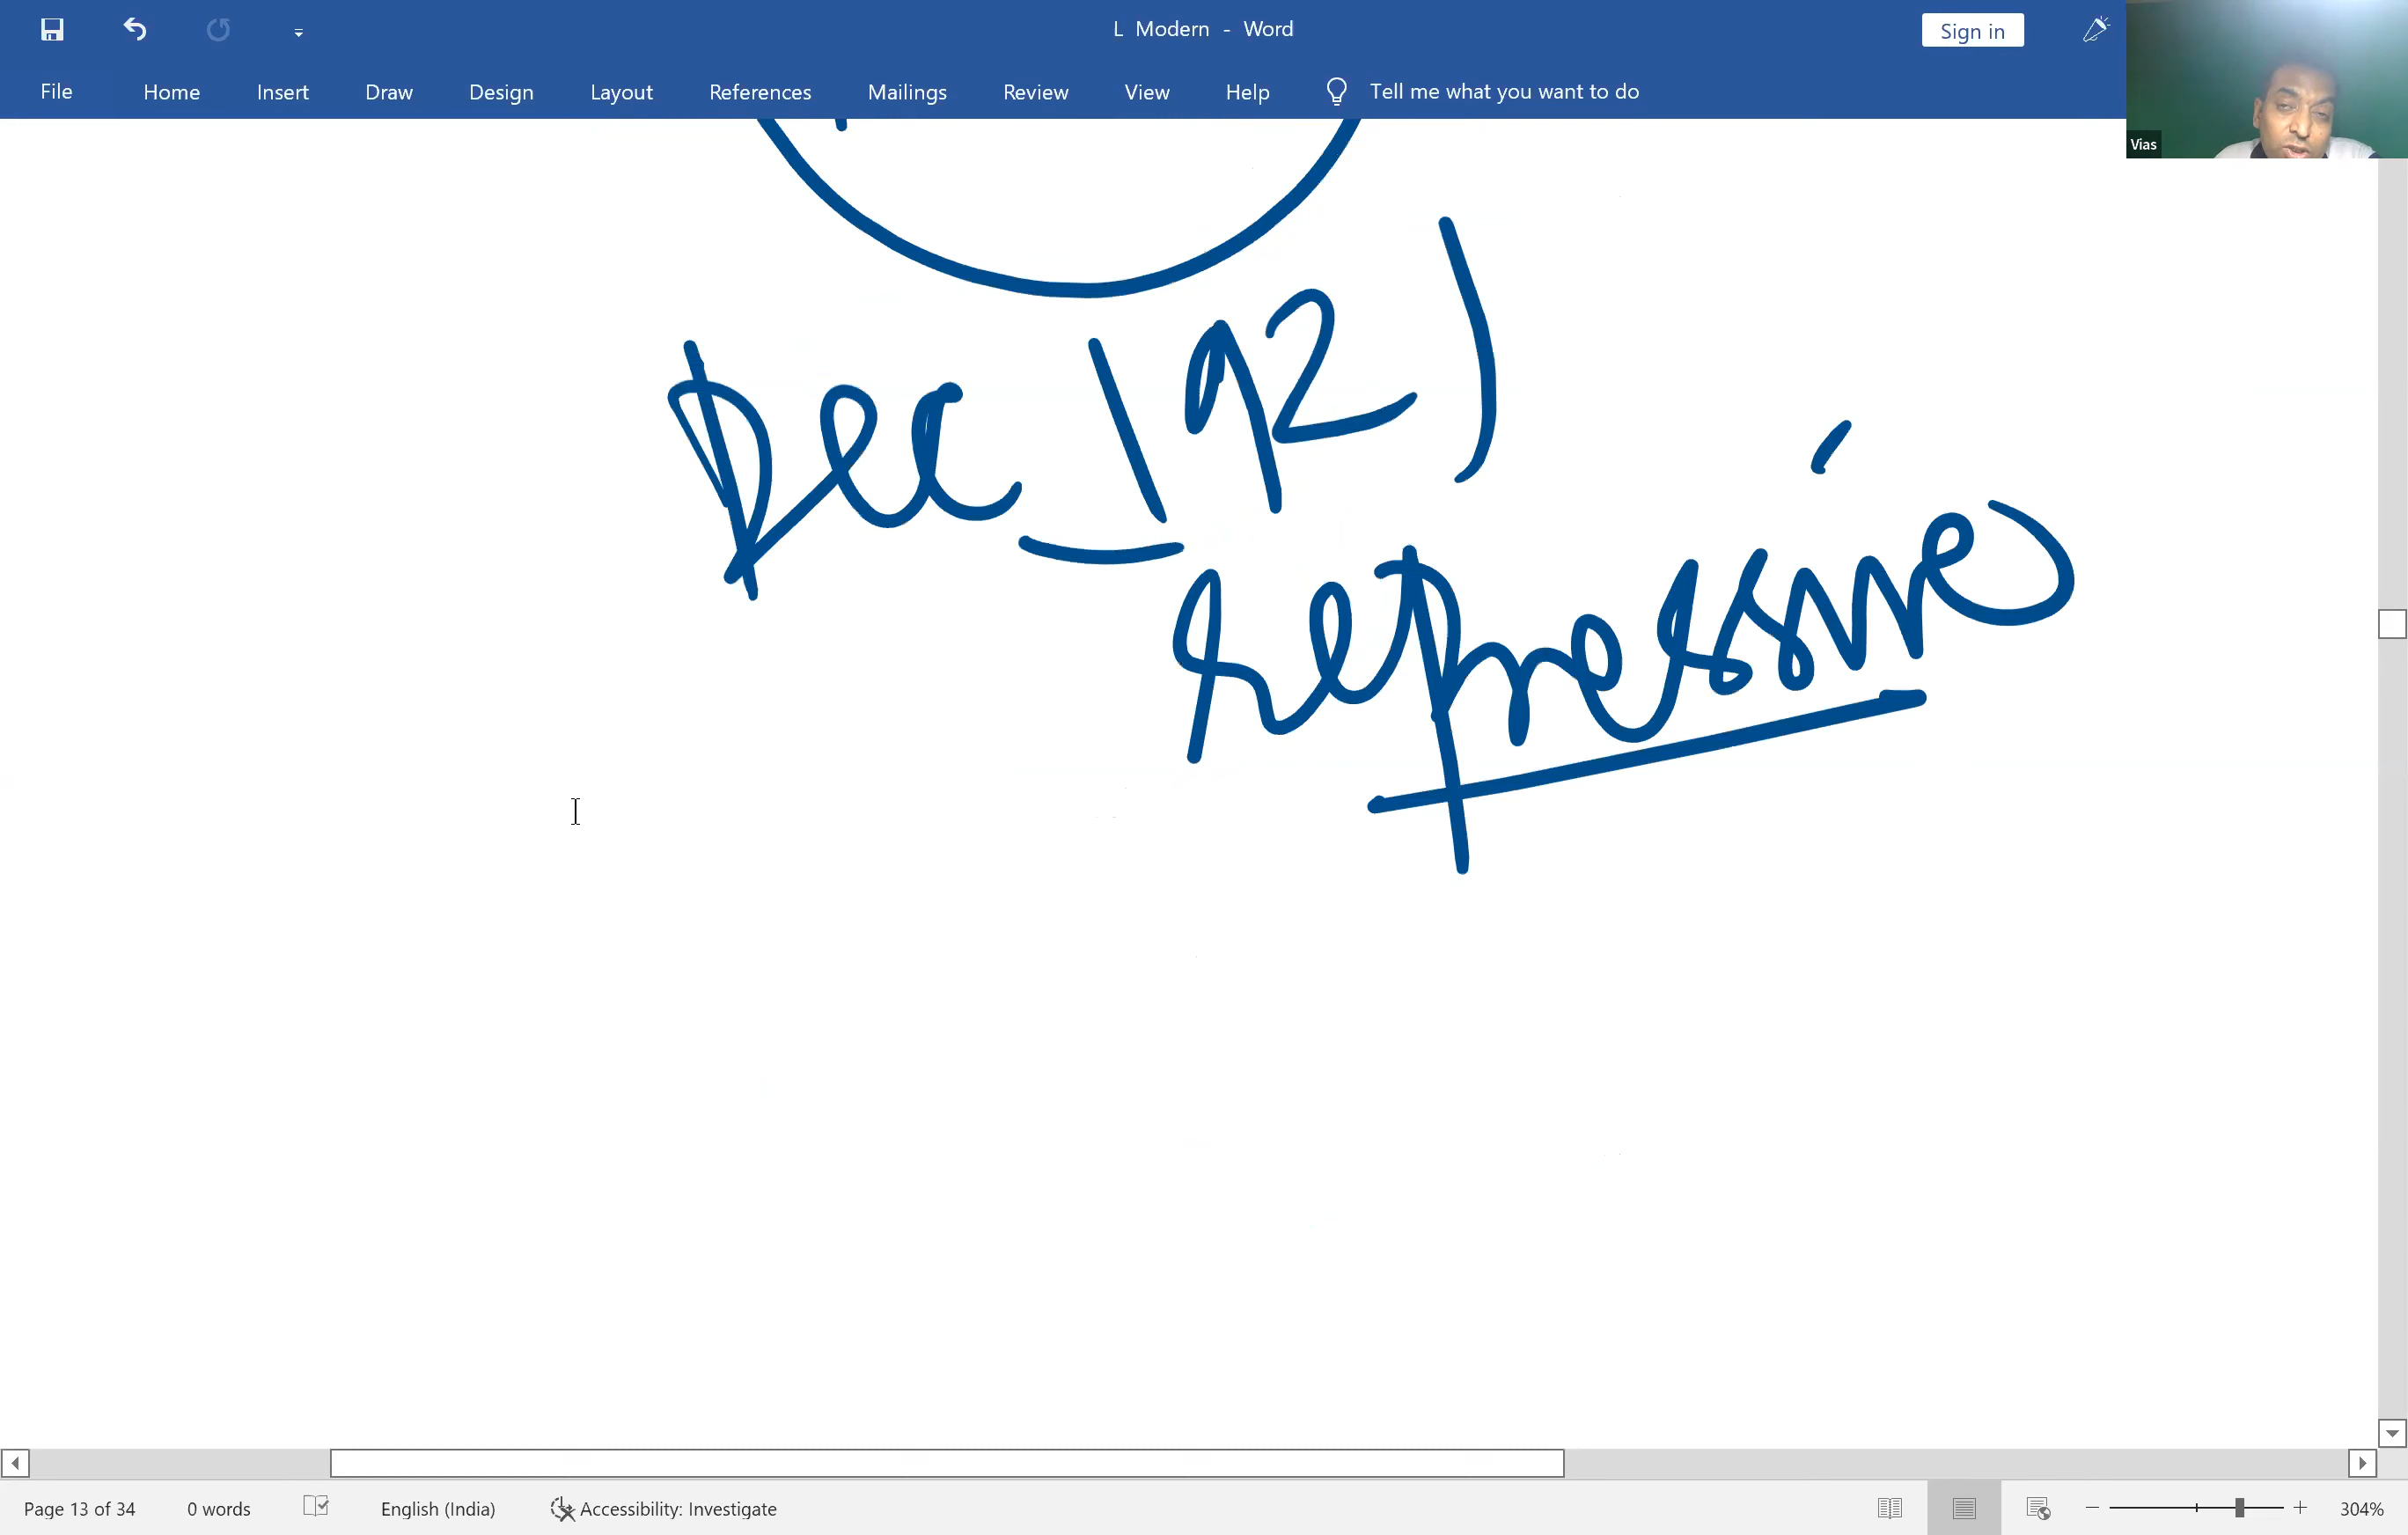 L Modern - Word
Sign in
File Home Insert Draw Design Layout References Mailings Review View Help Tell me what you want to do
Vias
Dec 1921
repressive
Page 13 of 34 0 words English (India) Accessibility: Investigate 304%